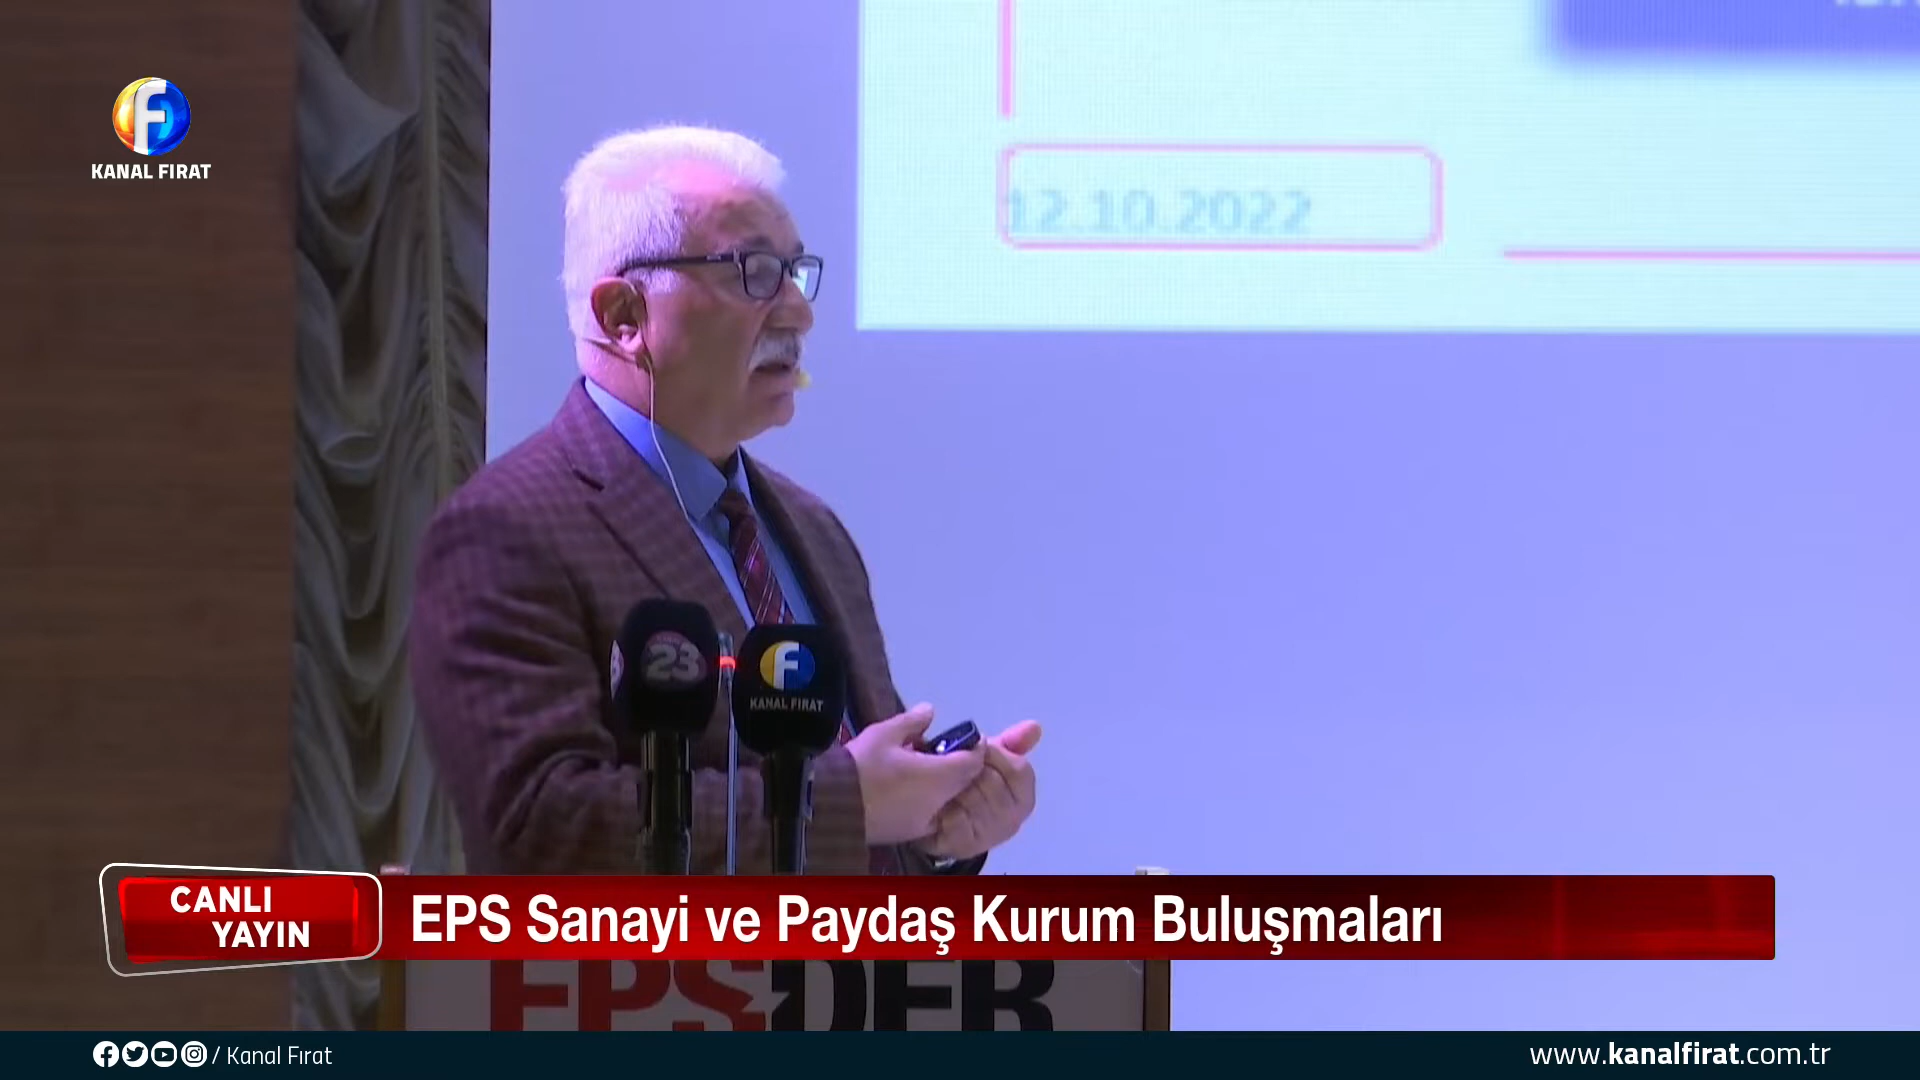 KANAL FIRAT
12.10.2022
23
KANAL FIRAT
CANLI
YAYIN
EPS Sanayi ve Paydaş Kurum Buluşmaları
EPSDER
/ Kanal Fırat
www.kanalfirat.com.tr